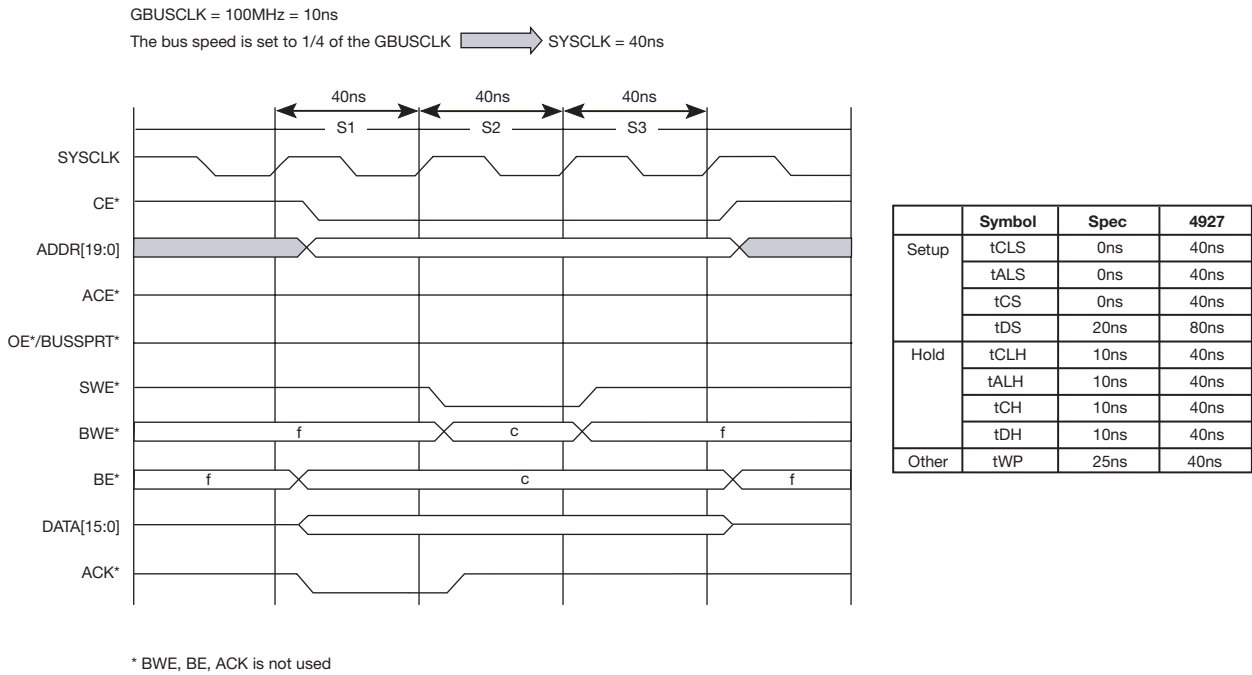 GBUSCLK = 100MHz = 10ns
The bus speed is set to 1/4 of the GBUSCLK SYSCLK = 40ns
40ns 40ns 40ns
S1 S2 S3
SYSCLK
CE*
ADDR[19:0]
ACE*
OE*/BUSSPRT*
SWE*
BWE* f c f
BE* f c f
DATA[15:0]
ACK*
Symbol Spec 4927
Setup tCLS 0ns 40ns
tALS 0ns 40ns
tCS 0ns 40ns
tDS 20ns 80ns
Hold tCLH 10ns 40ns
tALH 10ns 40ns
tCH 10ns 40ns
tDH 10ns 40ns
Other tWP 25ns 40ns
* BWE, BE, ACK is not used